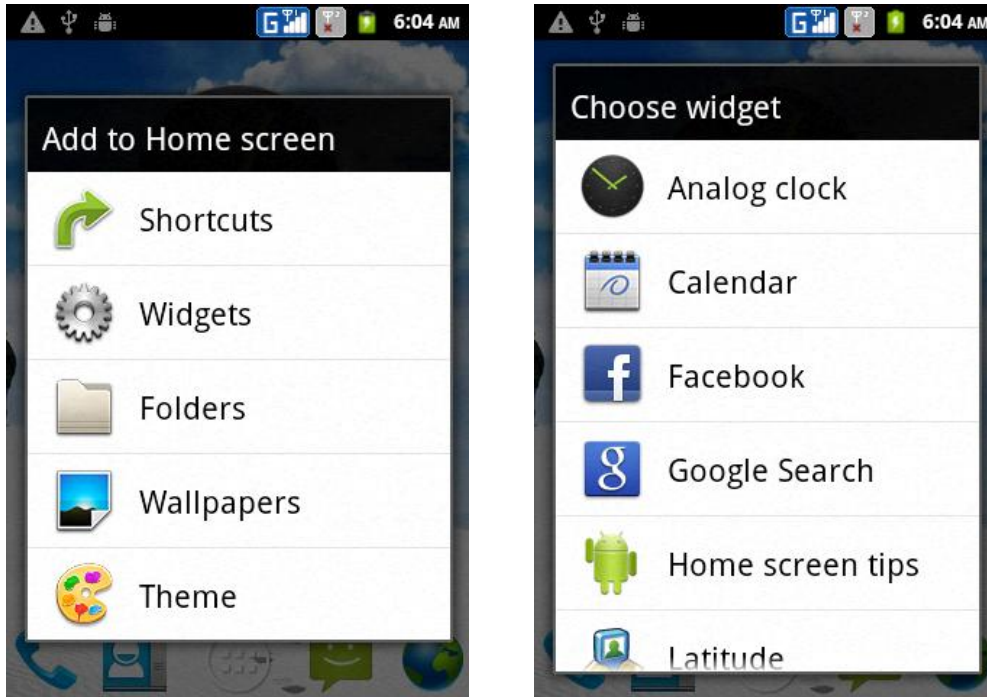 G 6:04 AM
Add to Home screen
Shortcuts
Widgets
Folders
Wallpapers
Theme
G 6:04 AM
Choose widget
Analog clock
Calendar
Facebook
Google Search
Home screen tips
Latitude